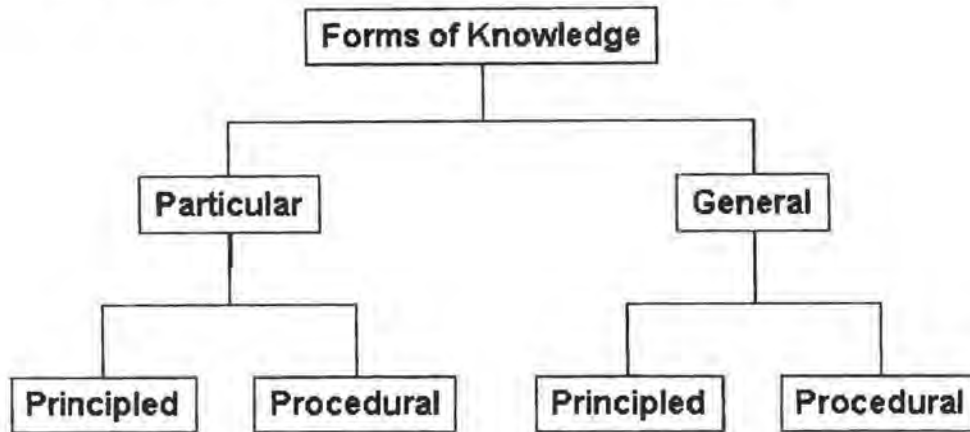 Forms of Knowledge
Particular
General
Principled
Procedural
Principled
Procedural